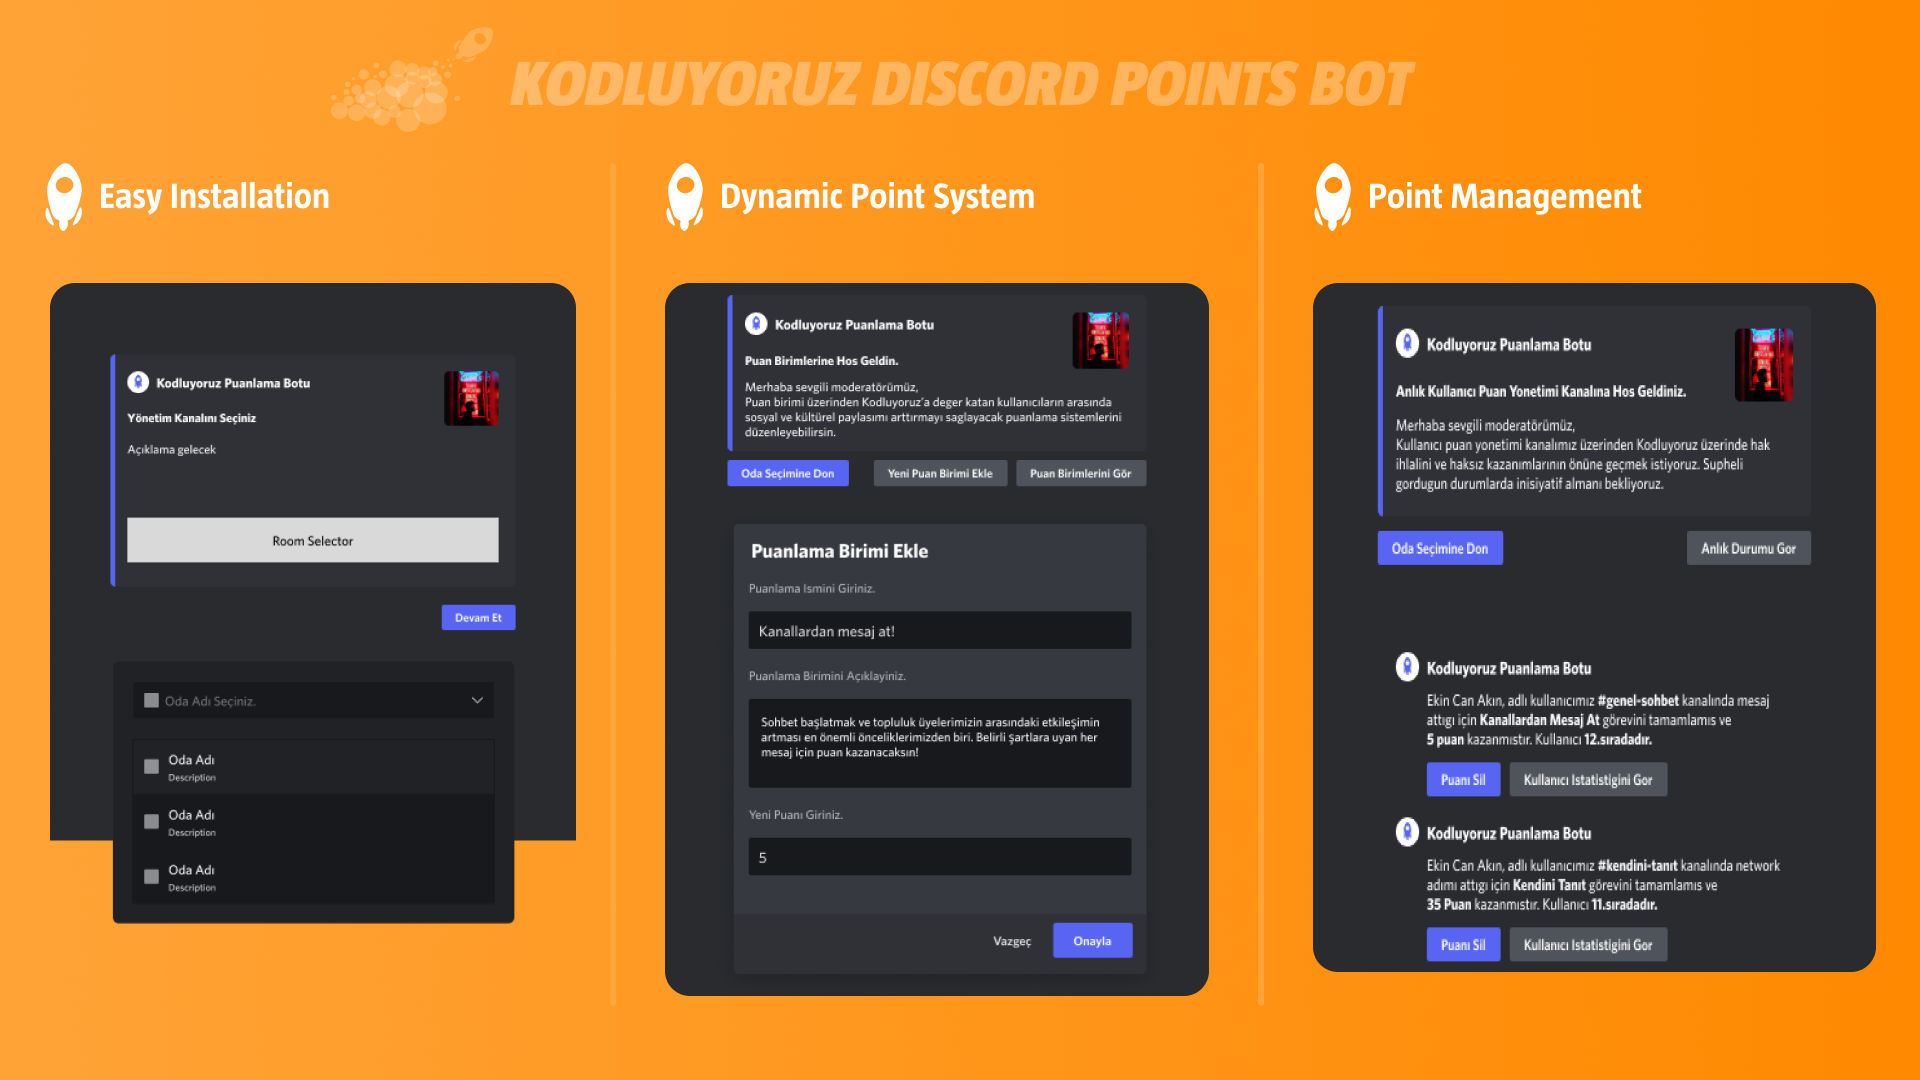 KODLUYORUZ DISCORD POINTS BOT
Easy Installation
Kodluyoruz Puanlama Botu
Yönetim Kanalını Seçiniz
Açıklama gelecek
Room Selector
Devam Et
Oda Adı Seçiniz.
Oda Adı
Description
Oda Adı
Description
Oda Adı
Description
Dynamic Point System
Kodluyoruz Puanlama Botu
Puan Birimlerine Hos Geldin.
Merhaba sevgili moderatörümüz,
Puan birimi üzerinden Kodluyoruz'a deger katan kullanıcıların arasında
sosyal ve kültürel paylasımı arttırmayı saglayacak puanlama sistemlerini
düzenleyebilirsin.
Oda Seçimine Don
Yeni Puan Birimi Ekle
Puan Birimlerini Gör
Puanlama Birimi Ekle
Puanlama Ismini Giriniz.
Kanallardan mesaj at!
Puanlama Birimini Açıklayiniz.
Sohbet başlatmak ve topluluk üyelerimizin arasındaki etkileşimin
artması en önemli önceliklerimizden biri. Belirli şartlara uyan her
mesaj için puan kazanacaksın!
Yeni Puanı Giriniz.
5
Vazgeç
Onayla
Point Management
Kodluyoruz Puanlama Botu
Anlık Kullanıcı Puan Yonetimi Kanalına Hos Geldiniz.
Merhaba sevgili moderatörümüz,
Kullanıcı puan yonetimi kanalımız üzerinden Kodluyoruz üzerinde hak
ihlalini ve haksız kazanımlarının önüne geçmek istiyoruz. Supheli
gordugun durumlarda inisiyatif almanı bekliyoruz.
Oda Seçimine Don
Anlık Durumu Gor
Kodluyoruz Puanlama Botu
Ekin Can Akın, adlı kullanıcımız #genel-sohbet kanalında mesaj
attıgı için Kanallardan Mesaj At görevini tamamlamıs ve
5 puan kazanmıstır. Kullanıcı 12.sıradadır.
Puanı Sil
Kullanıcı Istatistigini Gor
Kodluyoruz Puanlama Botu
Ekin Can Akın, adlı kullanıcımız #kendini-tanıt kanalında network
adımı attıgı için Kendini Tanıt görevini tamamlamıs ve
35 Puan kazanmıstır. Kullanıcı 11.sıradadır.
Puanı Sil
Kullanıcı Istatistigini Gor